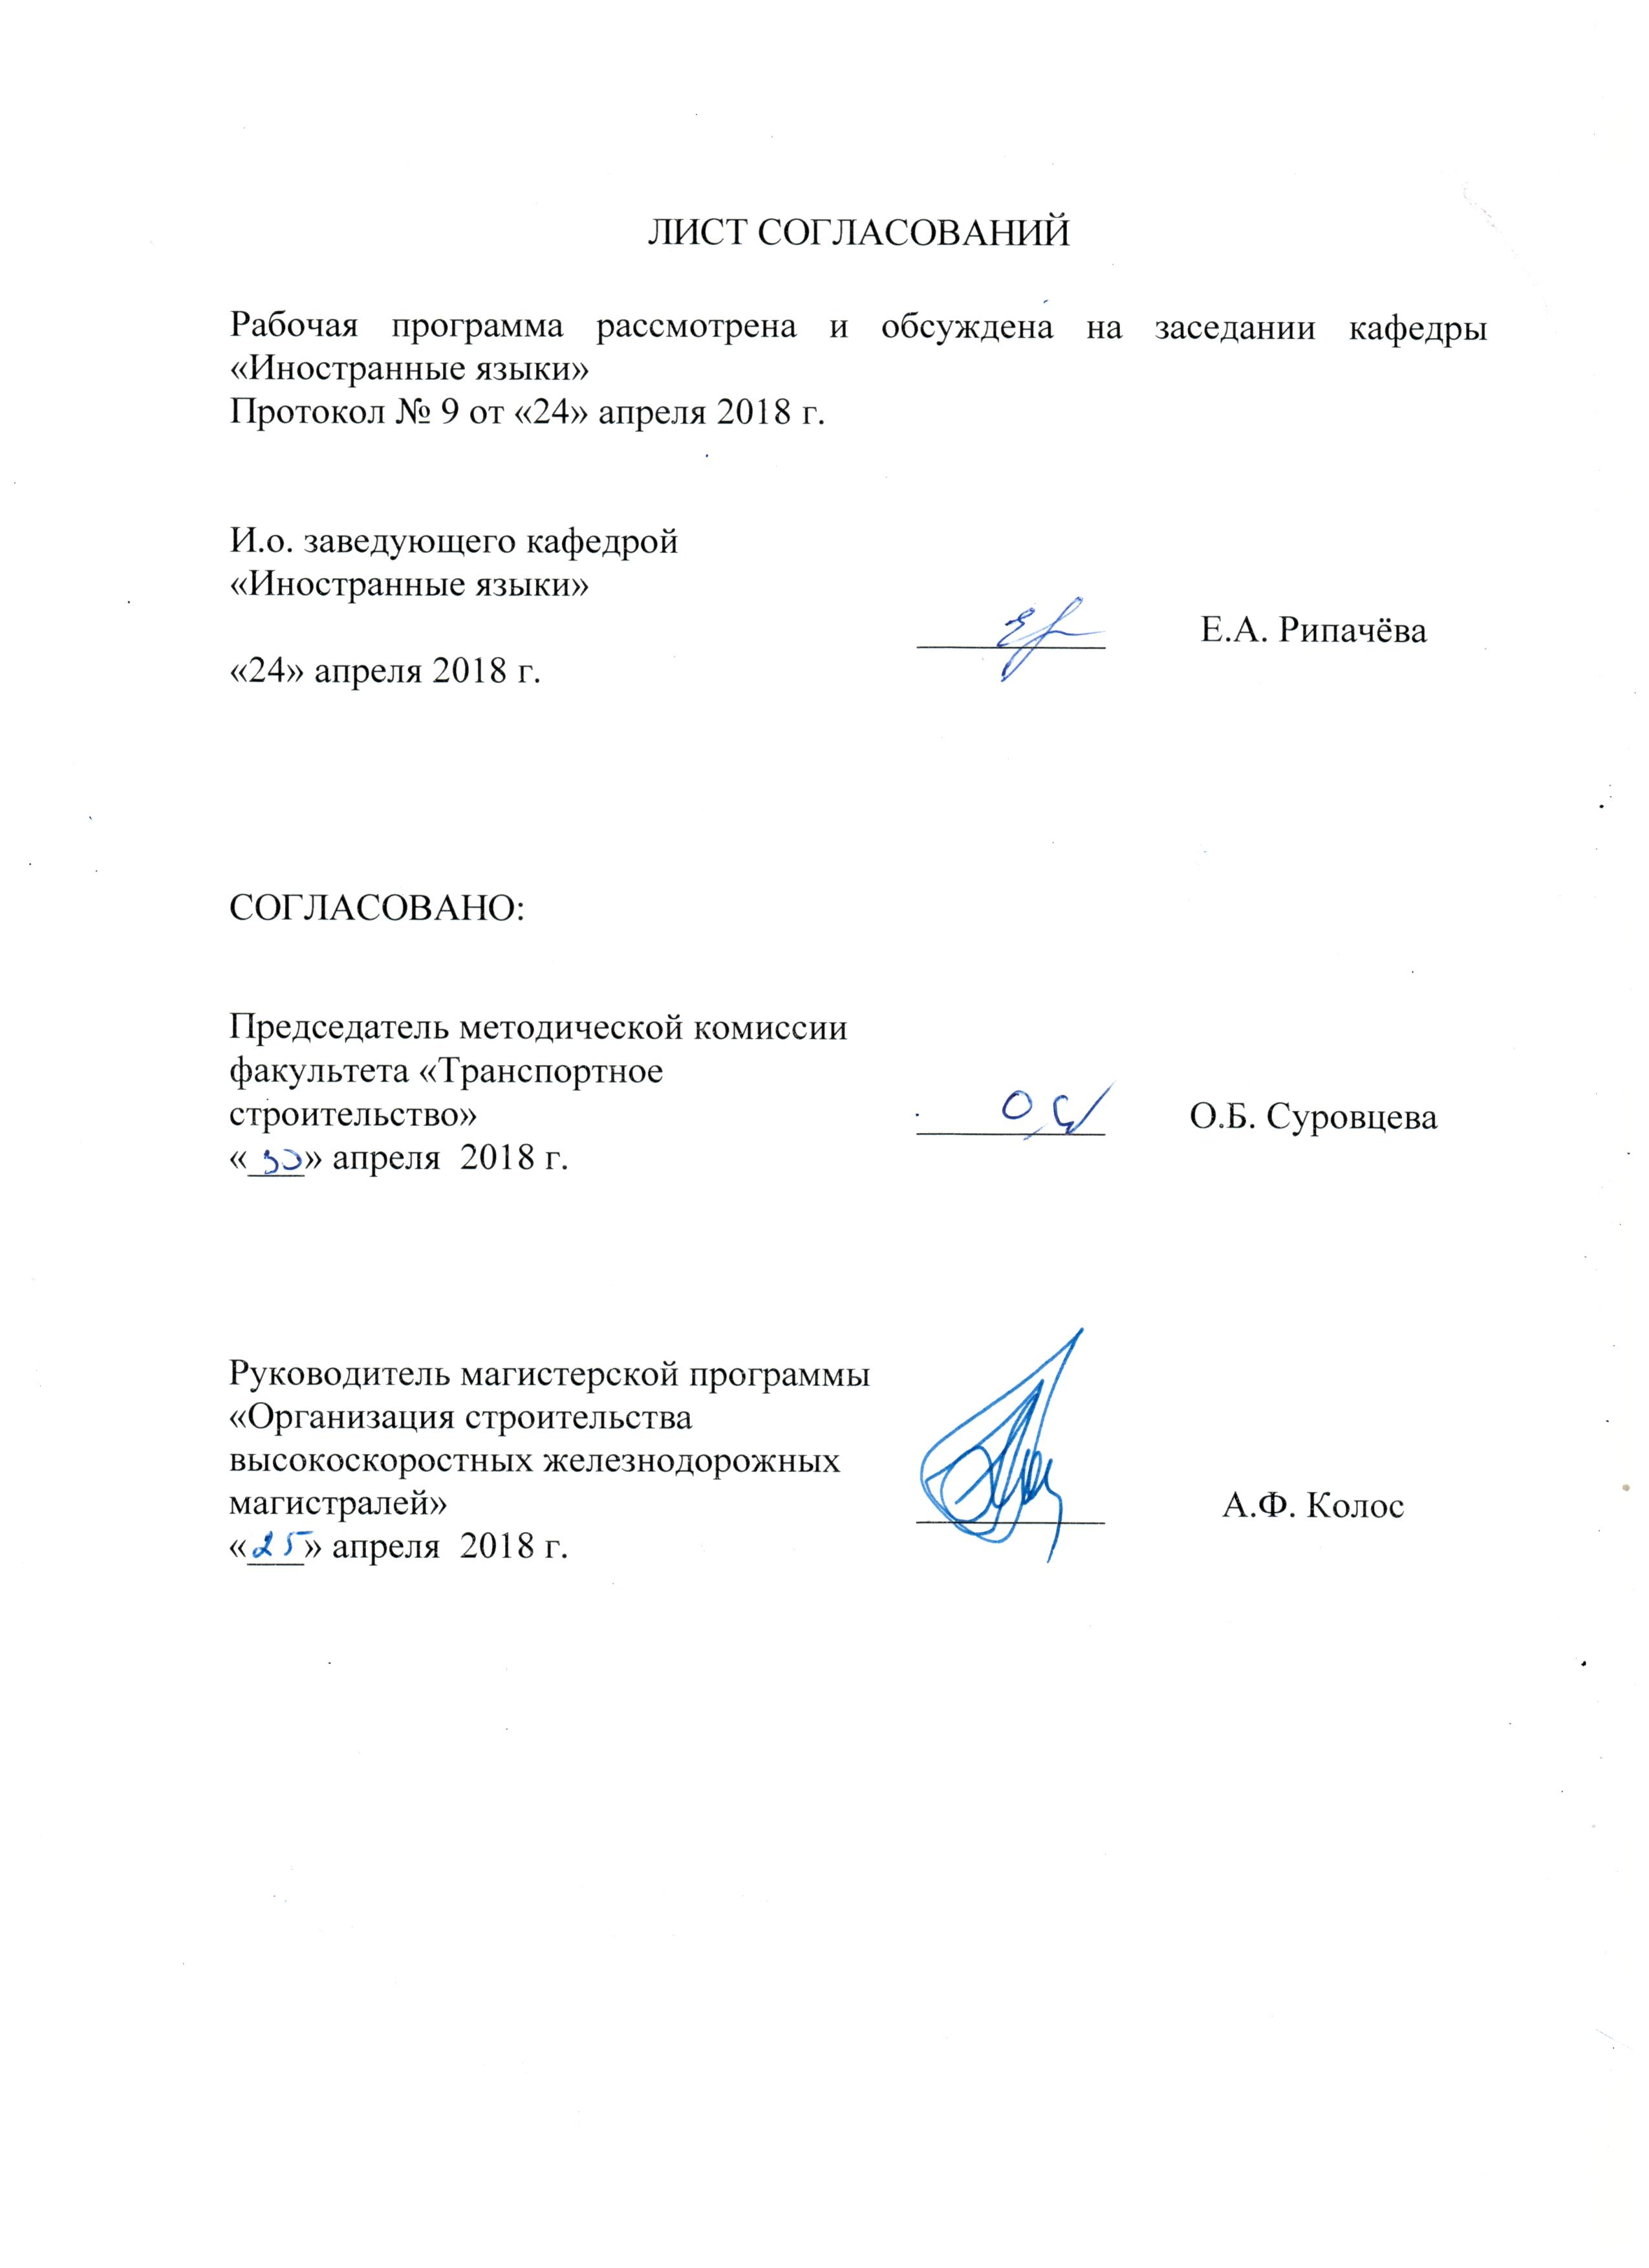 ЛИСТ СОГЛАСОВАНИЙ
Рабочая программа рассмотрена и обсуждена на заседании кафедры
«Иностранные языки»
Протокол № 9 от «24» апреля 2018 г.
И.о. заведующего кафедрой
«Иностранные языки»
Е.А. Рипачёва
«24» апреля 2018 г.
СОГЛАСОВАНО:
Председатель методической комиссии
факультета «Транспортное
строительство» О.Б. Суровцева
«30» апреля 2018 г.
Руководитель магистерской программы
«Организация строительства
высокоскоростных железнодорожных
магистралей» А.Ф. Колос
«25» апреля 2018 г.